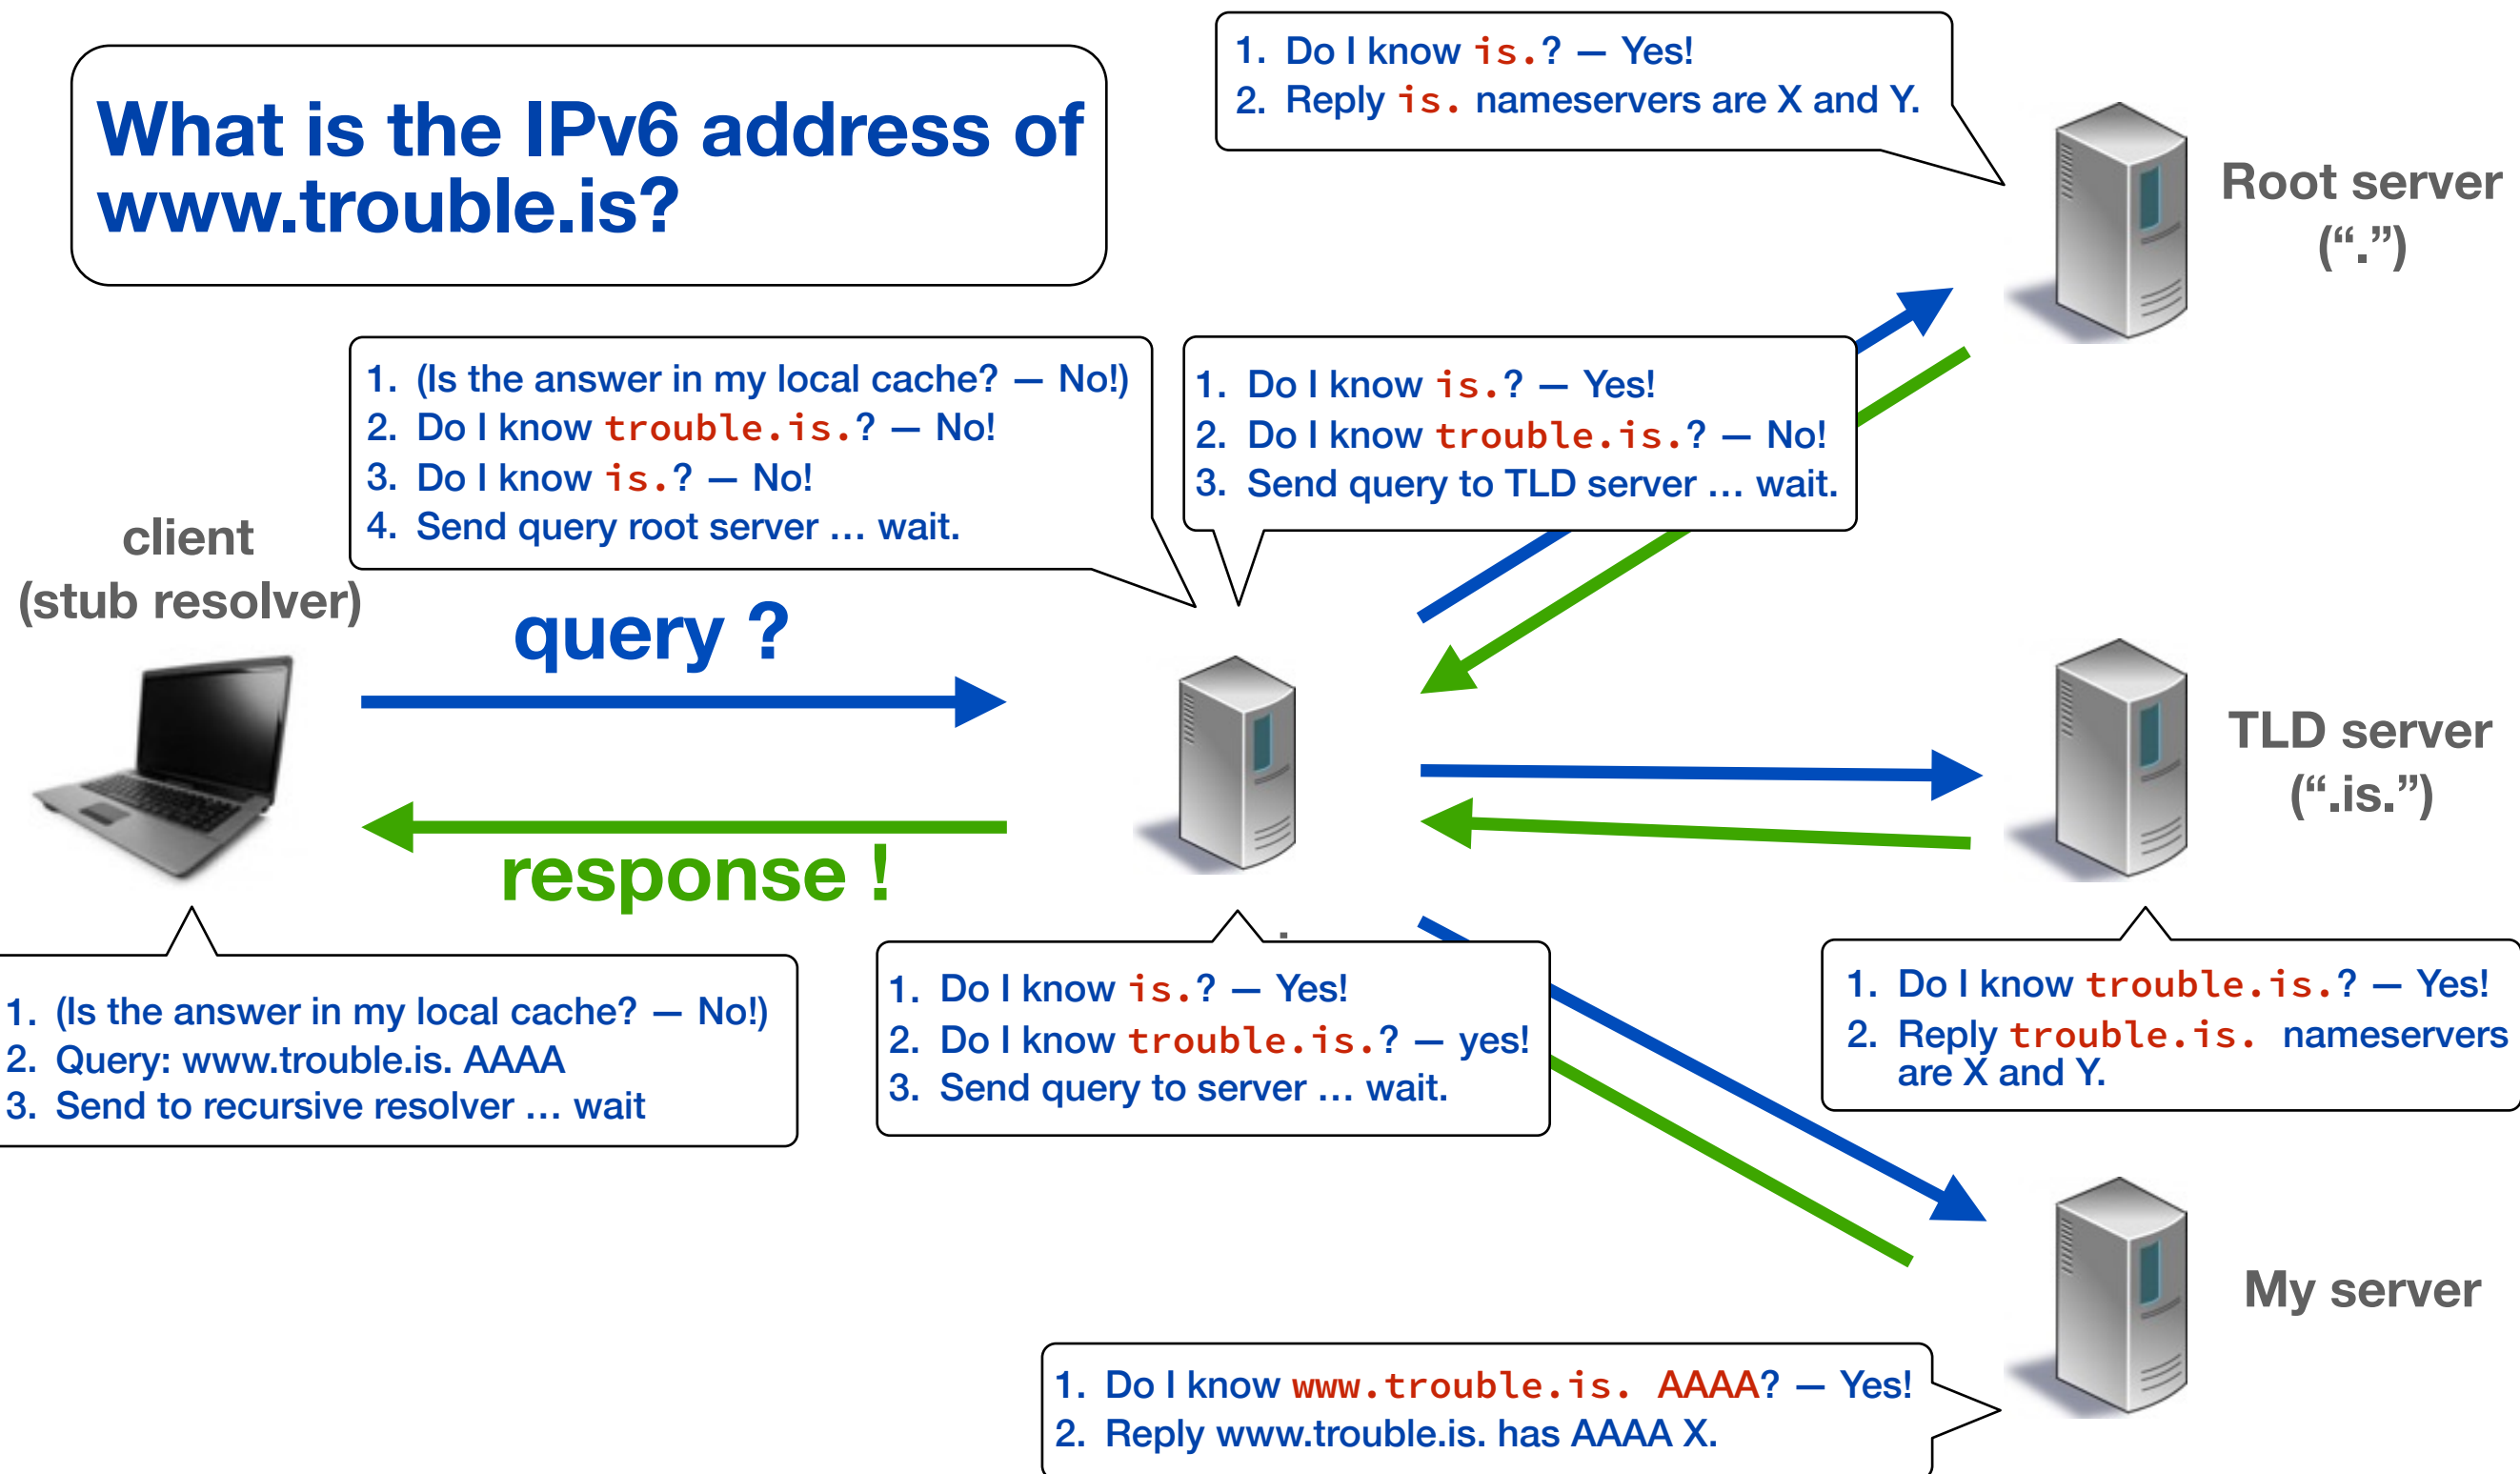 What is the IPv6 address of
www.trouble.is?
1. Do I know is.? — Yes!
2. Reply is. nameservers are X and Y.
Root server
(“.”)
1. (Is the answer in my local cache? — No!)
2. Do I know trouble.is.? — No!
3. Do I know is.? — No!
4. Send query root server … wait.
1. Do I know is.? — Yes!
2. Do I know trouble.is.? — No!
3. Send query to TLD server … wait.
client
(stub resolver)
query ?
response !
TLD server
(“.is.”)
1. (Is the answer in my local cache? — No!)
2. Query: www.trouble.is. AAAA
3. Send to recursive resolver … wait
1. Do I know is.? — Yes!
2. Do I know trouble.is.? — yes!
3. Send query to server … wait.
1. Do I know trouble.is.? — Yes!
2. Reply trouble.is. nameservers
are X and Y.
My server
1. Do I know www.trouble.is. AAAA? — Yes!
2. Reply www.trouble.is. has AAAA X.